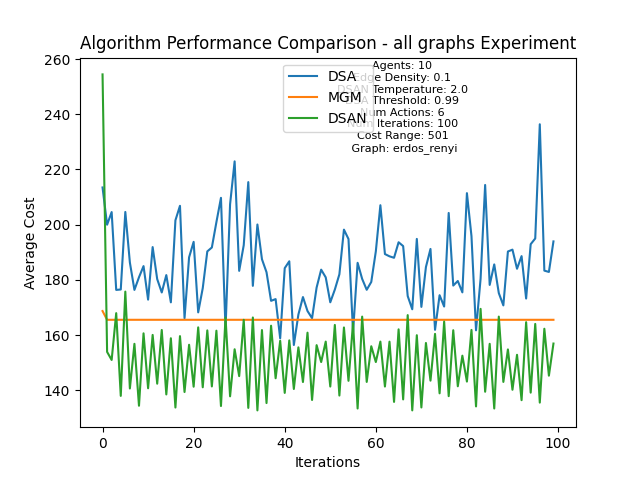 Algorithm Performance Comparison - all graphs Experiment
260
240
220
200
180
160
140
Average Cost
DSA
MGM
DSAN
Agents: 10
Edge Density: 0.1
DSAN Temperature: 2.0
Threshold: 0.99
Num Actions: 6
Iterations: 100
Cost Range: 501
Graph: erdos_renyi
0
20
40
60
80
100
Iterations